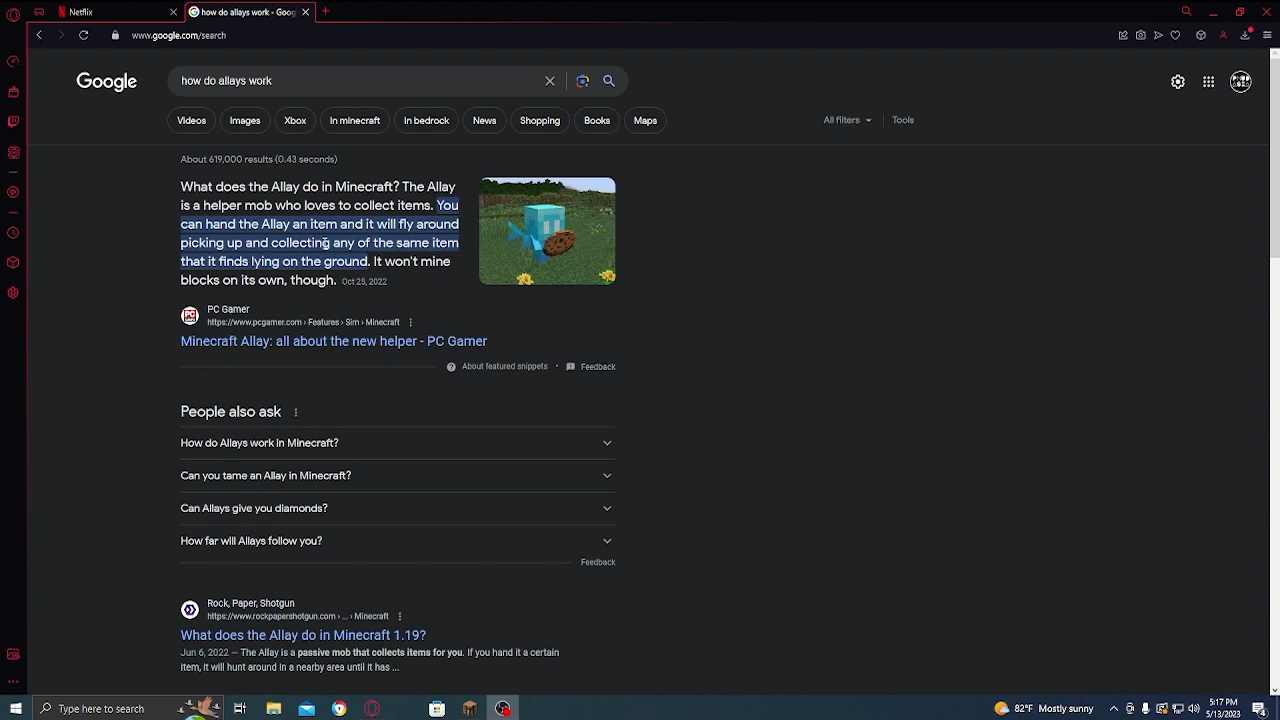 Netflix
how do allays work - Goog
www.google.com/search
Google
how do allays work
Videos
Images
Xbox
In minecraft
In bedrock
News
Shopping
Books
Maps
All filters
Tools
About 619,000 results (0.43 seconds)
What does the Allay do in Minecraft? The Allay
is a helper mob who loves to collect items. You
can hand the Allay an item and it will fly around
picking up and collecting any of the same item
that it finds lying on the ground. It won't mine
blocks on its own, though. Oct 25, 2022
PC Gamer
https://www.pcgamer.com › Features › Sim › Minecraft
Minecraft Allay: all about the new helper - PC Gamer
About featured snippets • Feedback
People also ask
How do Allays work in Minecraft?
Can you tame an Allay in Minecraft?
Can Allays give you diamonds?
How far will Allays follow you?
Feedback
Rock, Paper, Shotgun
https://www.rockpapershotgun.com › ... › Minecraft
What does the Allay do in Minecraft 1.19?
Jun 6, 2022 — The Allay is a passive mob that collects items for you. If you hand it a certain
item, it will hunt around in a nearby area until it has ...
Type here to search
82°F Mostly sunny
5:17 PM
5/13/2023